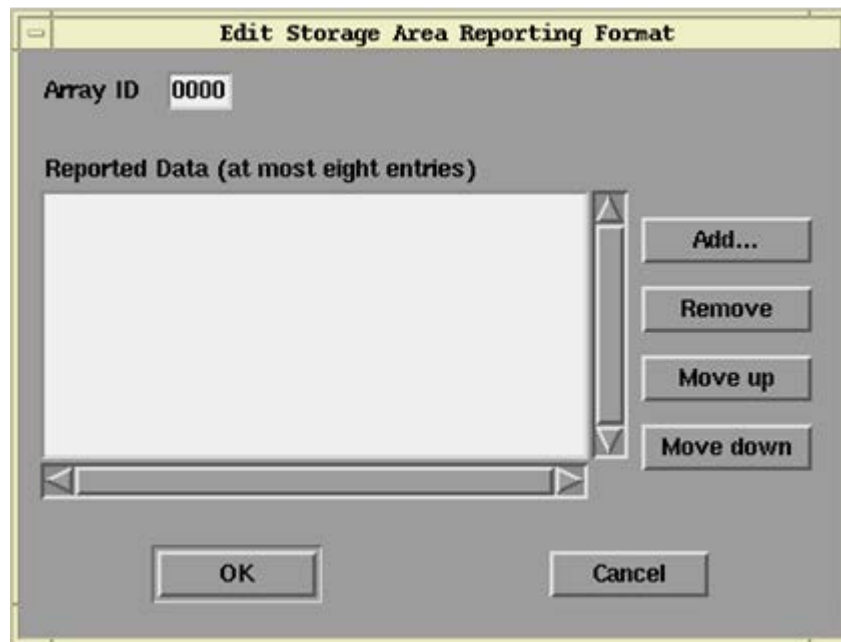 Edit Storage Area Reporting Format
Array ID 0000
Reported Data (at most eight entries)
Add...
Remove
Move up
Move down
OK Cancel